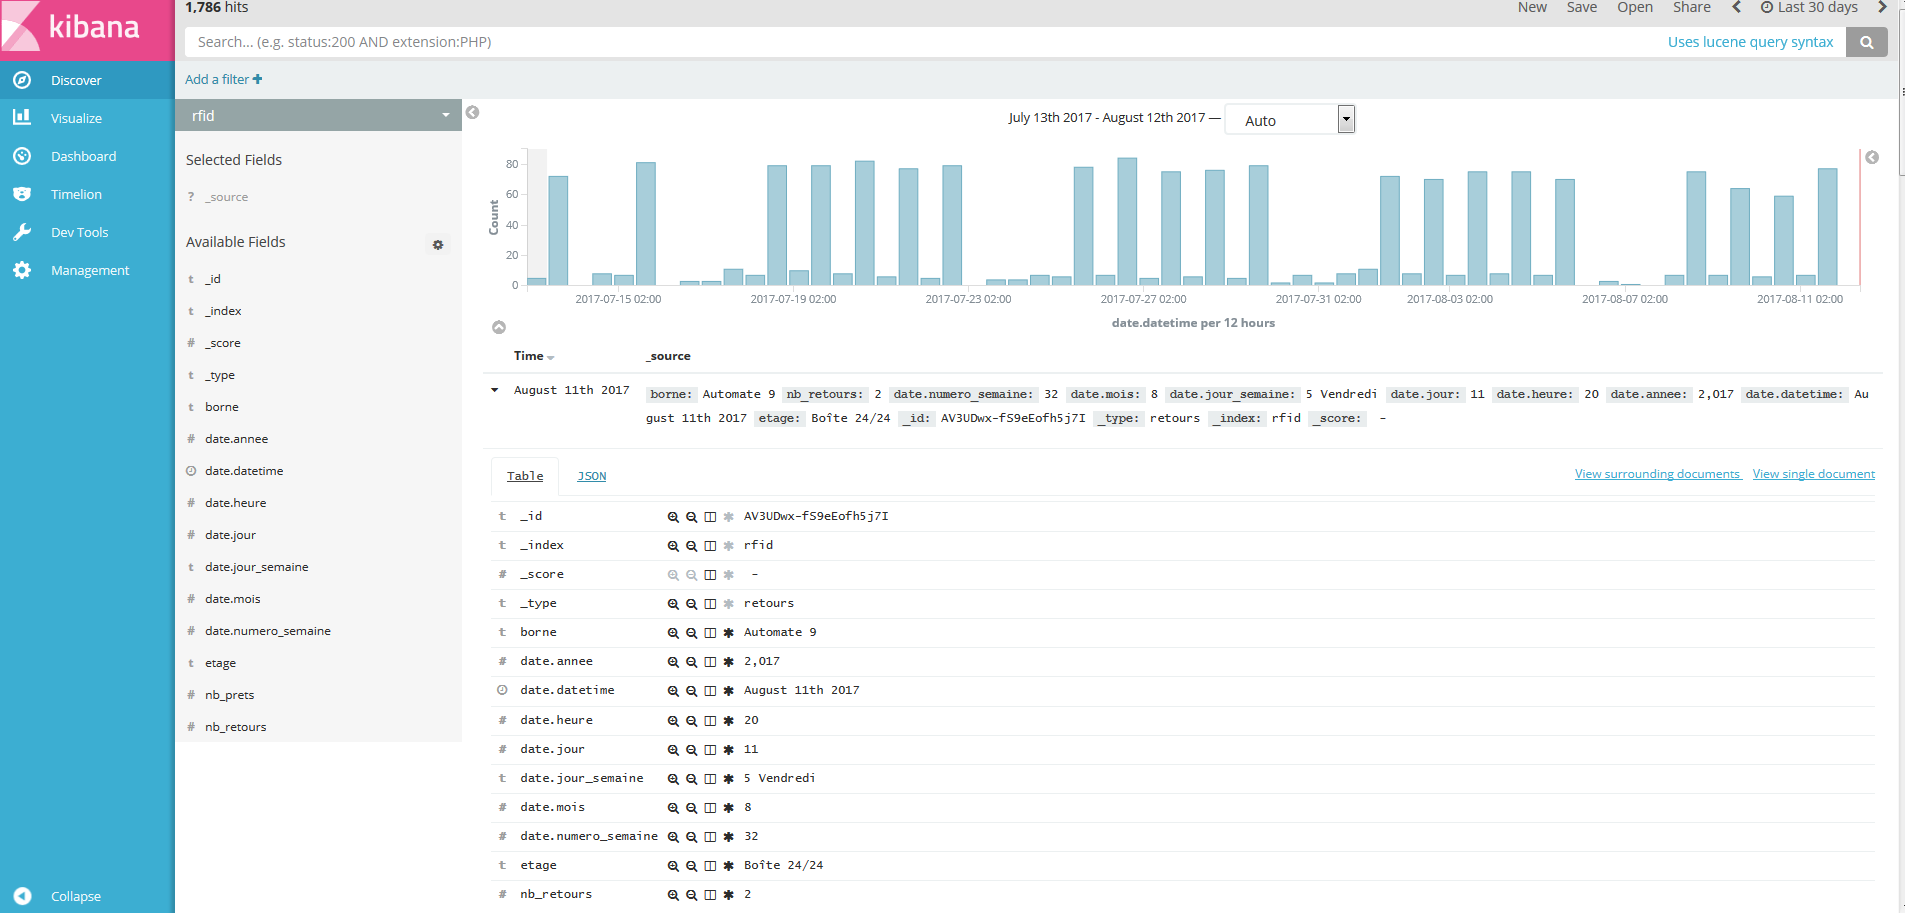 kibana
Discover
Visualize
Dashboard
Timelion
Dev Tools
Management
Collapse
1,786 hits
New Save Open Share Last 30 days
Search... (e.g. status:200 AND extension:PHP) Uses lucene query syntax
Add a filter
rfid
Selected Fields
? _source
Available Fields
t _id
t _index
# _score
t _type
t borne
# date.annee
date.datetime
# date.heure
# date.jour
t date.jour_semaine
# date.mois
# date.numero_semaine
t etage
# nb_prets
# nb_retours
July 13th 2017 - August 12th 2017 — Auto
Count
80
60
40
20
0
2017-07-15 02:00 2017-07-19 02:00 2017-07-23 02:00 2017-07-27 02:00 2017-07-31 02:00 2017-08-03 02:00 2017-08-07 02:00 2017-08-11 02:00
date.datetime per 12 hours
Time _source
August 11th 2017 borne: Automate 9 nb_retours: 2 date.numero_semaine: 32 date.mois: 8 date.jour_semaine: 5 Vendredi date.jour: 11 date.heure: 20 date.annee: 2,017 date.datetime: Au
gust 11th 2017 etage: Boîte 24/24 _id: AV3UDwx-fS9eEofh5j7I _type: retours _index: rfid _score: -
Table JSON View surrounding documents View single document
t _id AV3UDwx-fS9eEofh5j7I
t _index rfid
# _score -
t _type retours
t borne Automate 9
# date.annee 2,017
date.datetime August 11th 2017
# date.heure 20
# date.jour 11
t date.jour_semaine 5 Vendredi
# date.mois 8
# date.numero_semaine 32
t etage Boîte 24/24
# nb_retours 2